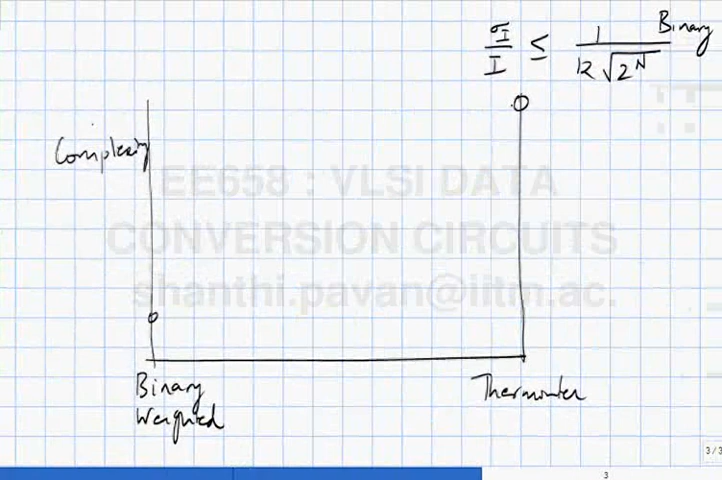 σI/I ≤ 1/(12√2^N) Binary
Complexity
EE658 : VLSI DATA
CONVERSION CIRCUITS
shanthi.pavan@iitm.ac.
Binary Thermometer
Weighted
3/3
3